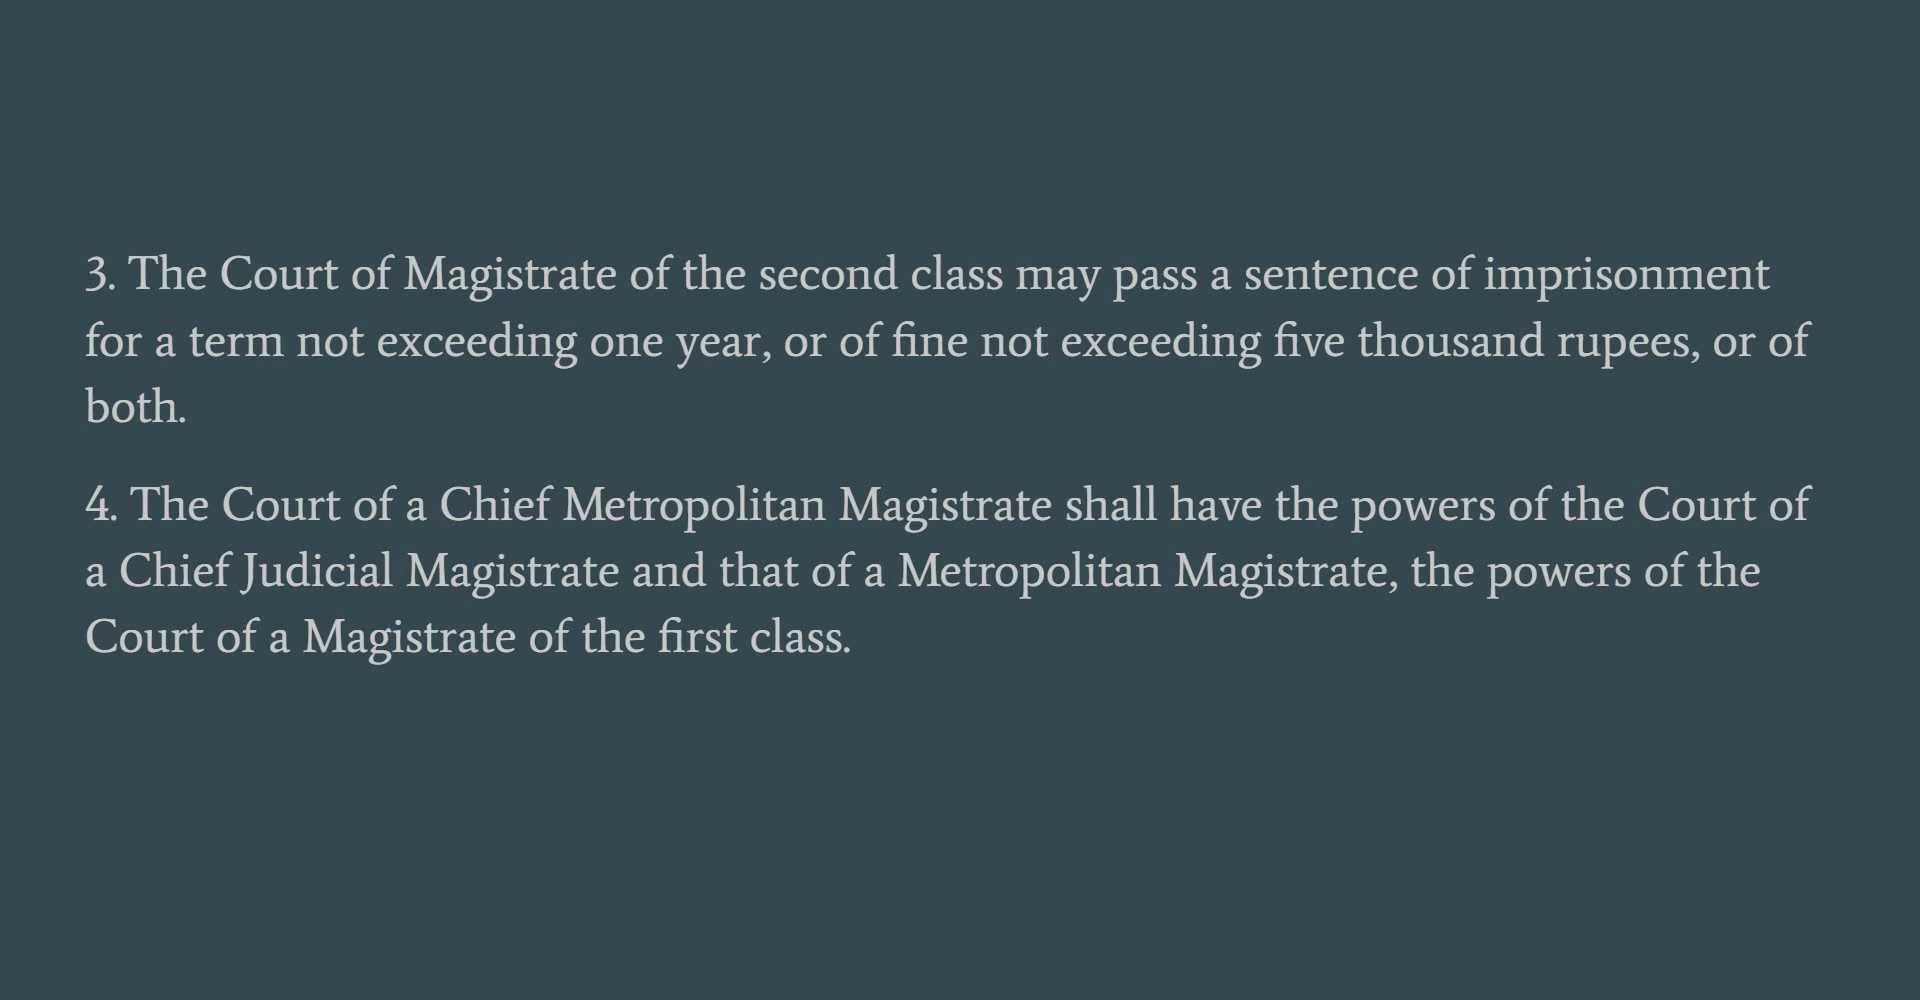 3. The Court of Magistrate of the second class may pass a sentence of imprisonment
for a term not exceeding one year, or of fine not exceeding five thousand rupees, or of
both.
4. The Court of a Chief Metropolitan Magistrate shall have the powers of the Court of
a Chief Judicial Magistrate and that of a Metropolitan Magistrate, the powers of the
Court of a Magistrate of the first class.